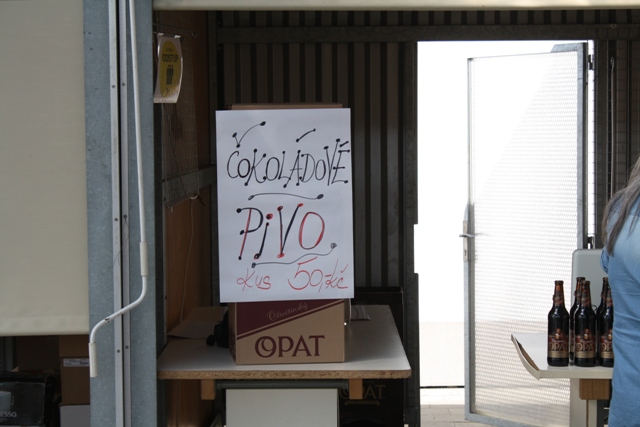 ČOKOLÁDOVÉ
PiVO
kus 50,-Kč
OPAT